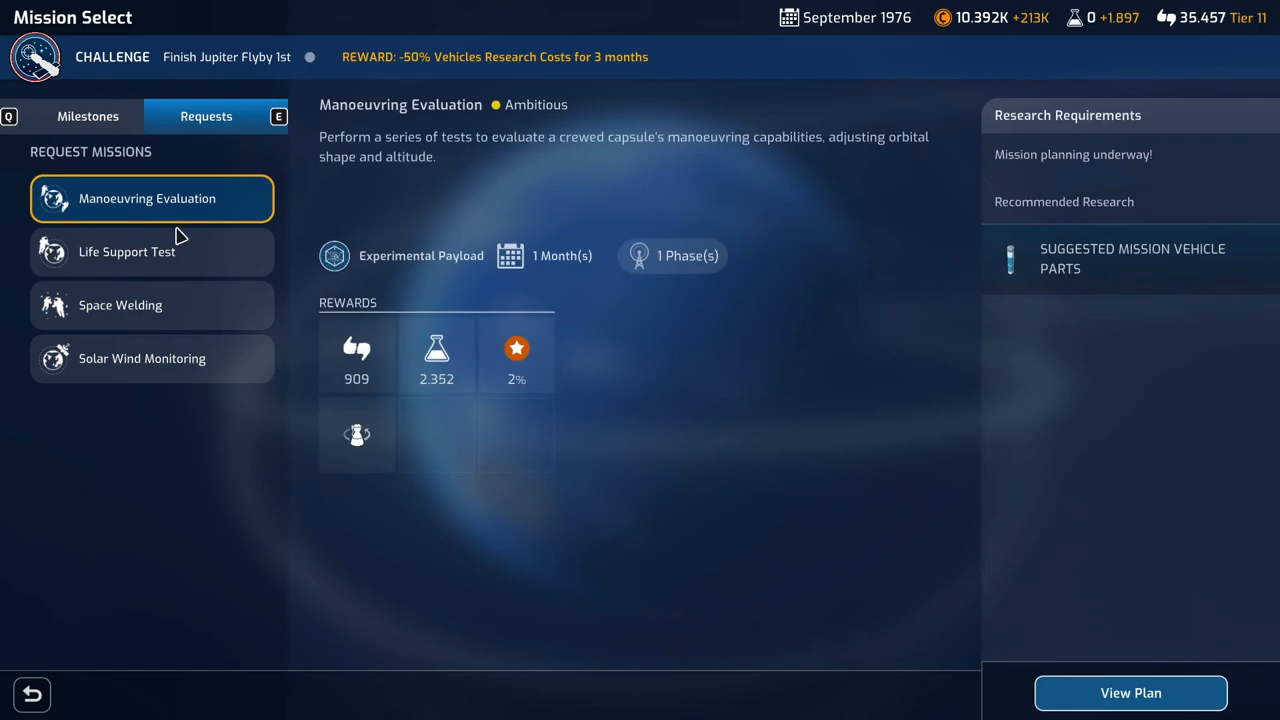 Mission Select
September 1976
10.392K +213K
0 +1.897
35.457 Tier 11
CHALLENGE Finish Jupiter Flyby 1st
REWARD: -50% Vehicles Research Costs for 3 months
Q Milestones Requests E
REQUEST MISSIONS
Manoeuvring Evaluation
Life Support Test
Space Welding
Solar Wind Monitoring
Manoeuvring Evaluation Ambitious
Perform a series of tests to evaluate a crewed capsule's manoeuvring capabilities, adjusting orbital
shape and altitude.
Experimental Payload 1 Month(s) 1 Phase(s)
REWARDS
909 2.352 2%
Research Requirements
Mission planning underway!
Recommended Research
SUGGESTED MISSION VEHICLE
PARTS
View Plan